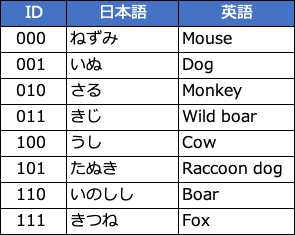 ID 日本語 英語
000 ねずみ Mouse
001 いぬ Dog
010 さる Monkey
011 きじ Wild boar
100 うし Cow
101 たぬき Raccoon dog
110 いのしし Boar
111 きつね Fox